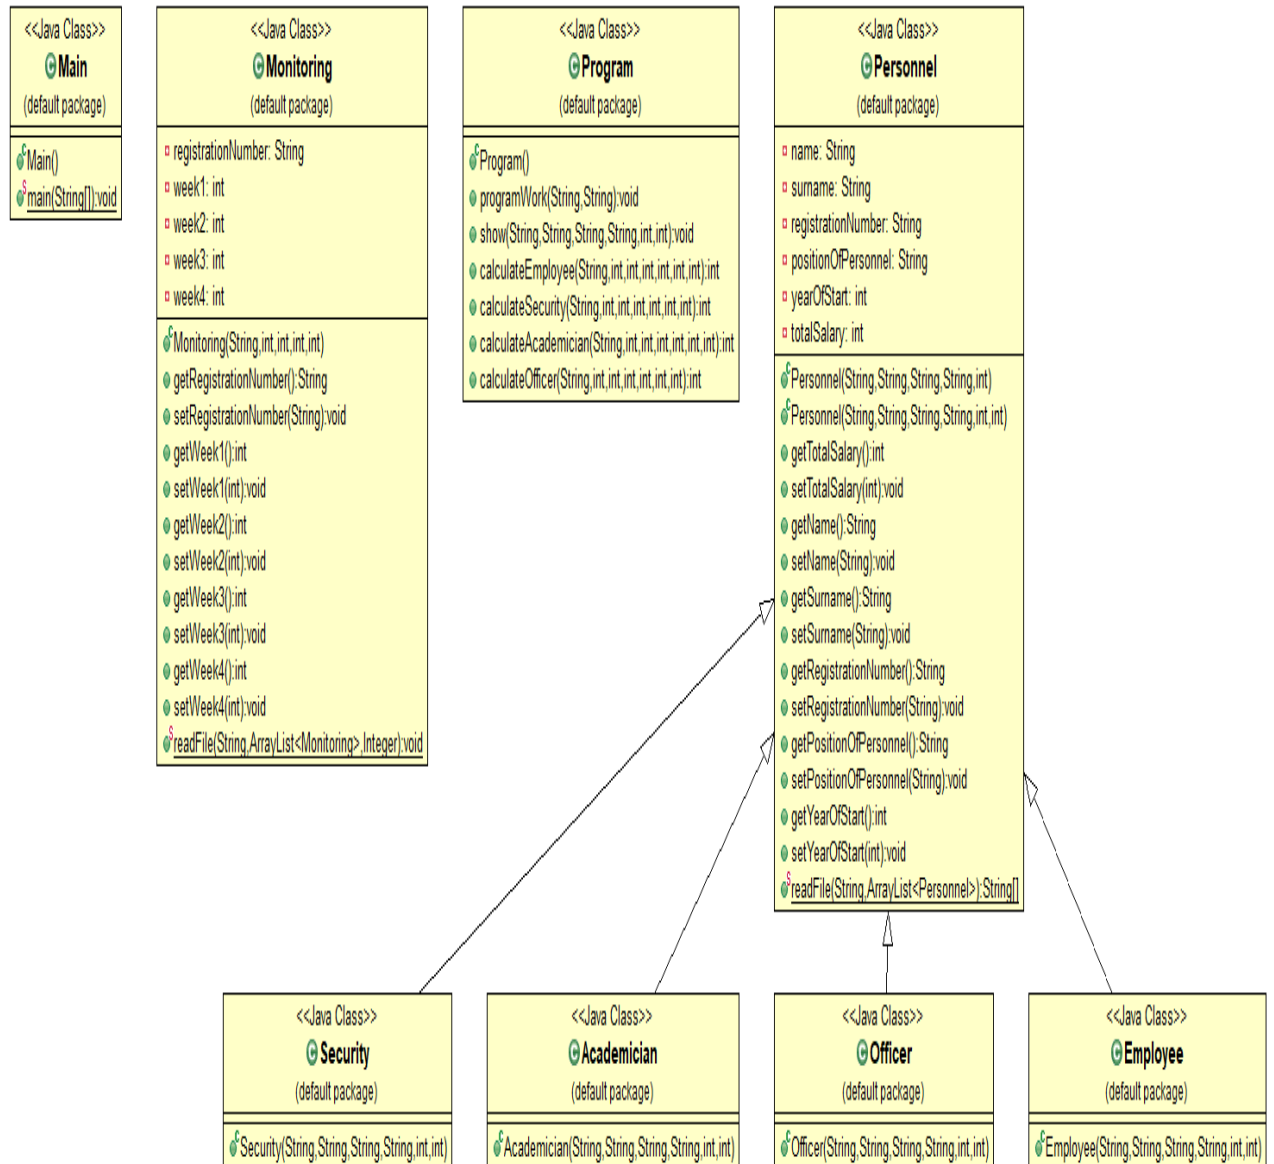 <<Java Class>>
Main
(default package)
Main()
main(String[]):void
<<Java Class>>
Monitoring
(default package)
registrationNumber: String
week1: int
week2: int
week3: int
week4: int
Monitoring(String,int,int,int,int)
getRegistrationNumber():String
setRegistrationNumber(String):void
getWeek1():int
setWeek1(int):void
getWeek2():int
setWeek2(int):void
getWeek3():int
setWeek3(int):void
getWeek4():int
setWeek4(int):void
readFile(String,ArrayList<Monitoring>,Integer):void
<<Java Class>>
Program
(default package)
Program()
programWork(String,String):void
show(String,String,String,String,int,int):void
calculateEmployee(String,int,int,int,int,int,int):int
calculateSecurity(String,int,int,int,int,int,int):int
calculateAcademician(String,int,int,int,int,int,int):int
calculateOfficer(String,int,int,int,int,int,int):int
<<Java Class>>
Personnel
(default package)
name: String
surname: String
registrationNumber: String
positionOfPersonnel: String
yearOfStart: int
totalSalary: int
Personnel(String,String,String,String,int)
Personnel(String,String,String,String,int,int)
getTotalSalary():int
setTotalSalary(int):void
getName():String
setName(String):void
getSurname():String
setSurname(String):void
getRegistrationNumber():String
setRegistrationNumber(String):void
getPositionOfPersonnel():String
setPositionOfPersonnel(String):void
getYearOfStart():int
setYearOfStart(int):void
readFile(String,ArrayList<Personnel>):String[]
<<Java Class>>
Security
(default package)
Security(String,String,String,String,int,int)
<<Java Class>>
Academician
(default package)
Academician(String,String,String,String,int,int)
<<Java Class>>
Officer
(default package)
Officer(String,String,String,String,int,int)
<<Java Class>>
Employee
(default package)
Employee(String,String,String,String,int,int)